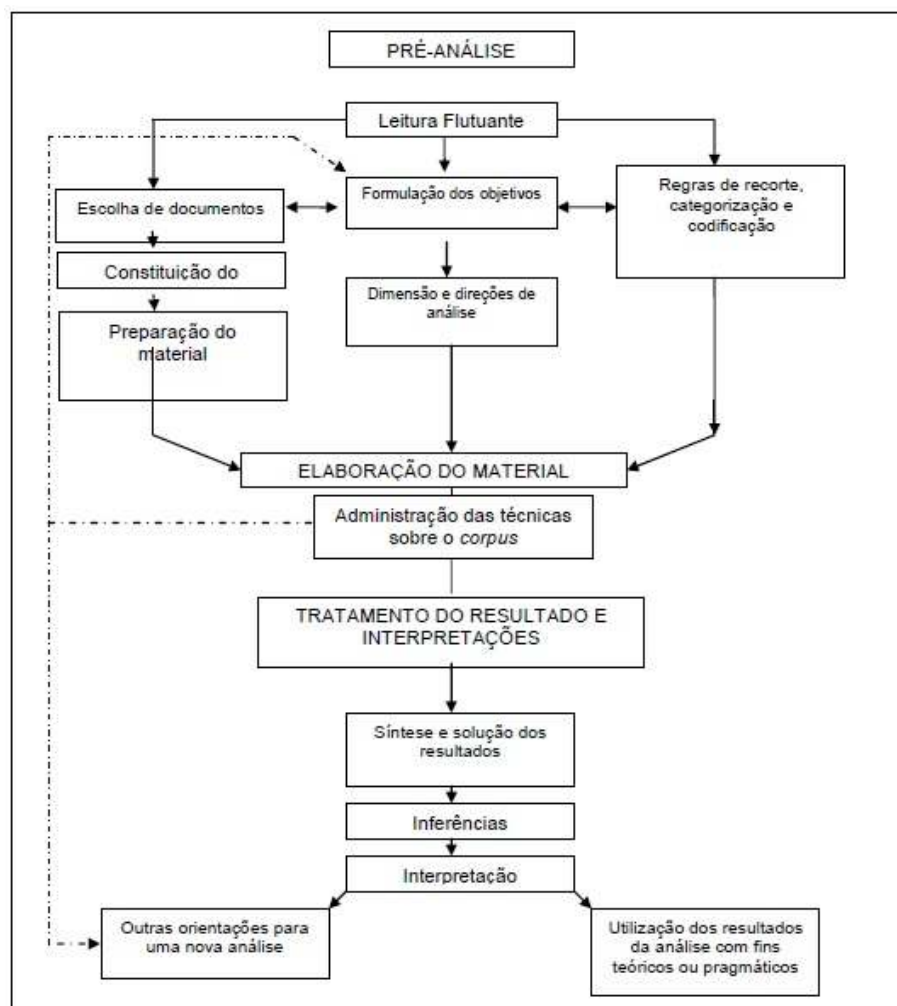 PRÉ-ANÁLISE
Leitura Flutuante
Escolha de documentos
Formulação dos objetivos
Regras de recorte,
categorização e
codificação
Constituição do
Dimensão e direções de
análise
Preparação do
material
ELABORAÇÃO DO MATERIAL
Administração das técnicas
sobre o corpus
TRATAMENTO DO RESULTADO E
INTERPRETAÇÕES
Síntese e solução dos
resultados
Inferências
Interpretação
Outras orientações para
uma nova análise
Utilização dos resultados
da análise com fins
teóricos ou pragmáticos